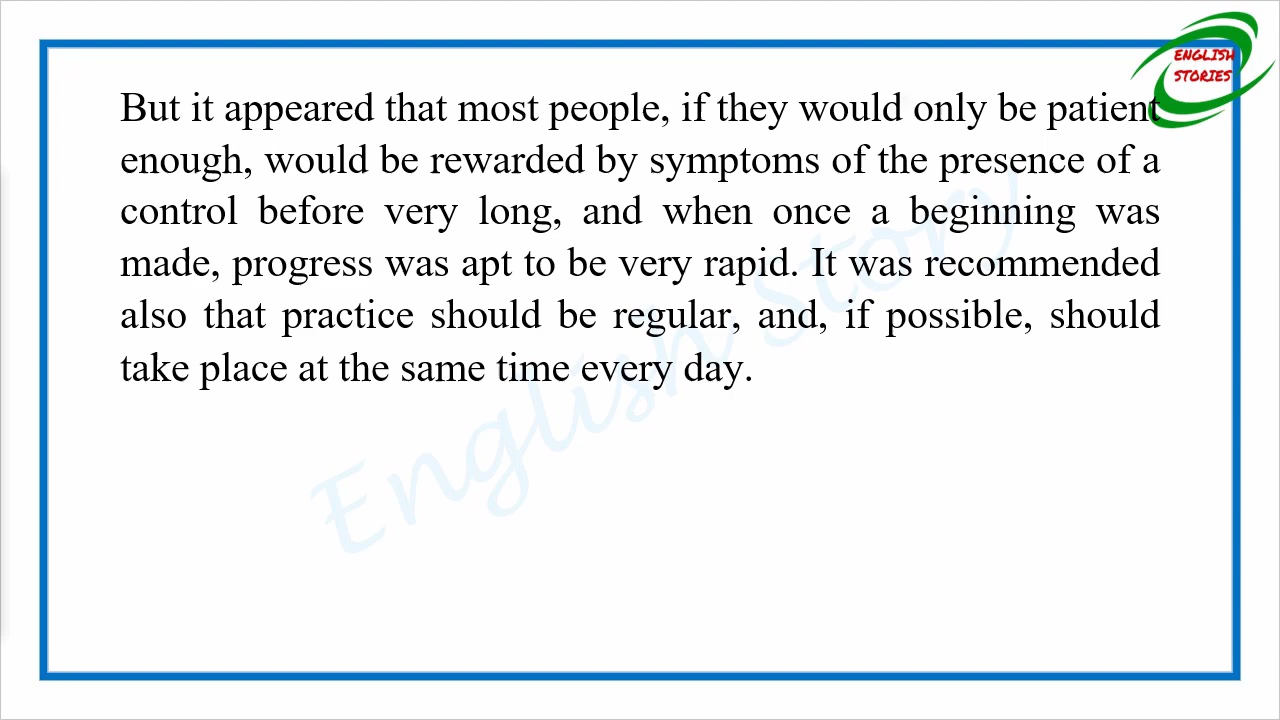 ENGLISH
STORIES
But it appeared that most people, if they would only be patient
enough, would be rewarded by symptoms of the presence of a
control before very long, and when once a beginning was
made, progress was apt to be very rapid. It was recommended
also that practice should be regular, and, if possible, should
take place at the same time every day.
English Story